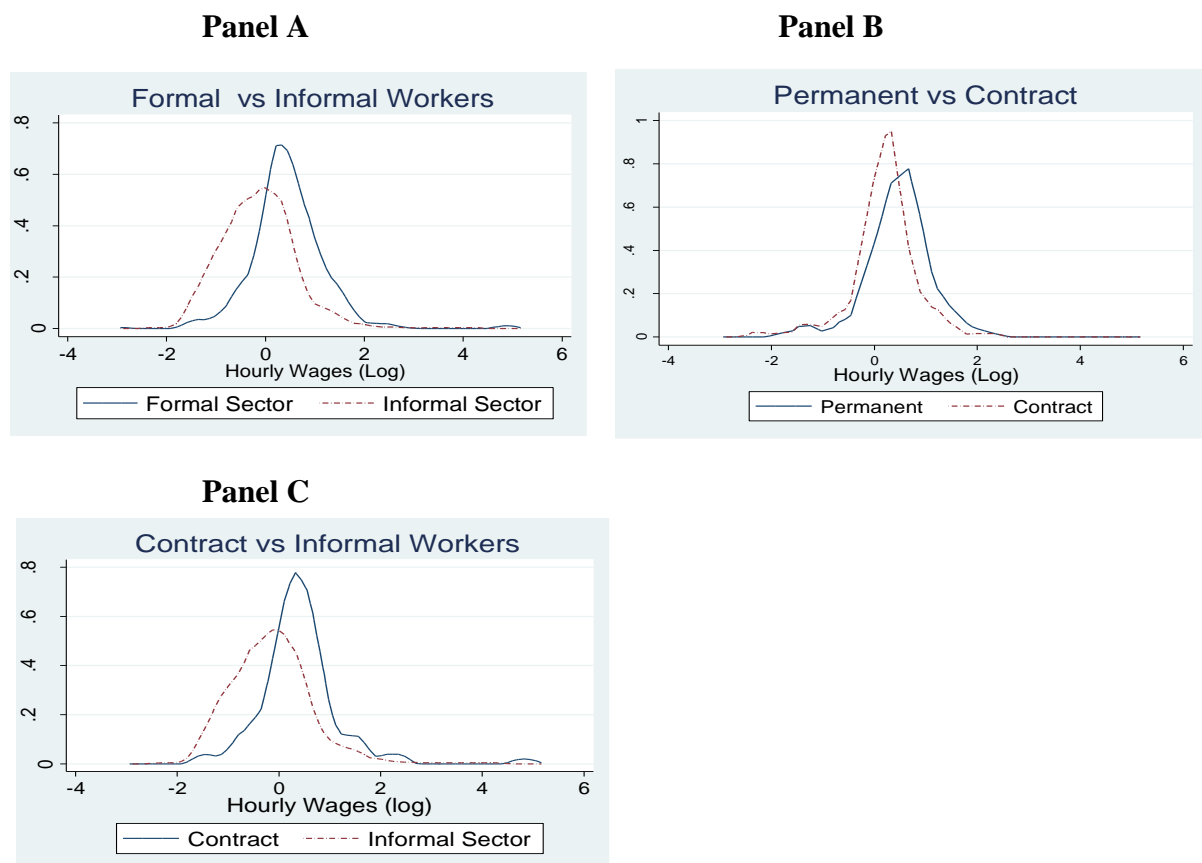 Panel A
Panel B
Formal vs Informal Workers
.8
.6
.4
.2
0
-4 -2 0 2 4 6
Hourly Wages (Log)
Formal Sector Informal Sector
Permanent vs Contract
1
.8
.6
.4
.2
0
-4 -2 0 2 4 6
Hourly Wages (Log)
Permanent Contract
Panel C
Contract vs Informal Workers
.8
.6
.4
.2
0
-4 -2 0 2 4 6
Hourly Wages (log)
Contract Informal Sector